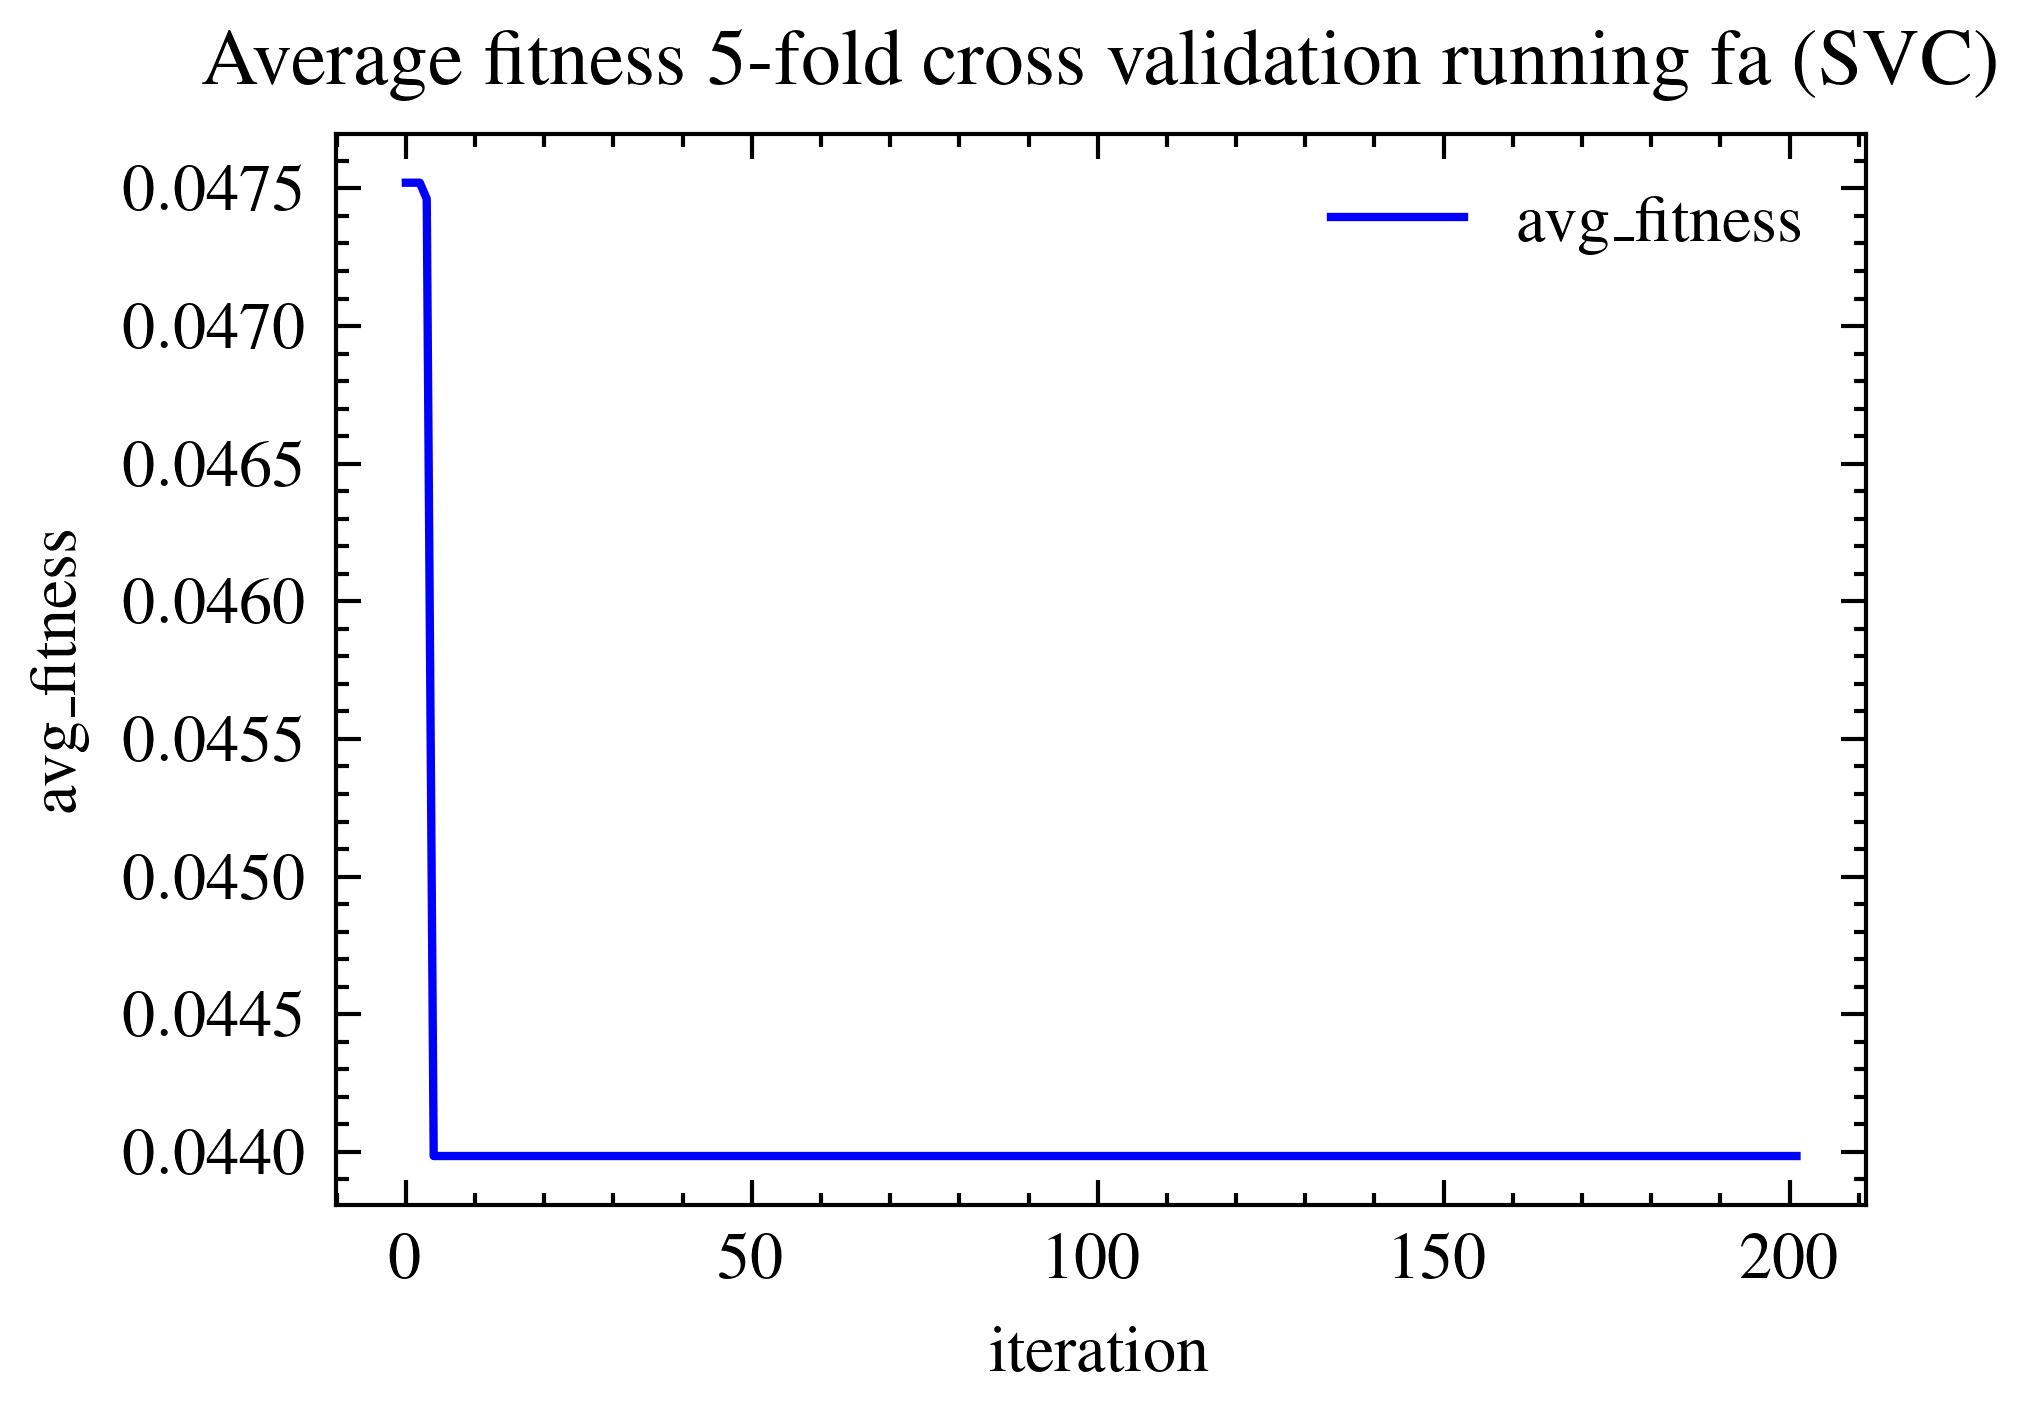 Average fitness 5-fold cross validation running fa (SVC)
avg_fitness
0.0475
0.0470
0.0465
0.0460
0.0455
0.0450
0.0445
0.0440
avg_fitness
0 50 100 150 200
iteration